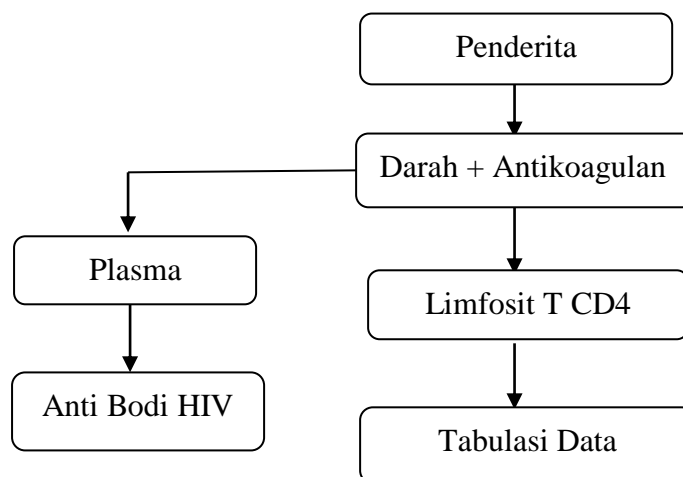 Penderita
Darah + Antikoagulan
Plasma
Limfosit T CD4
Anti Bodi HIV
Tabulasi Data